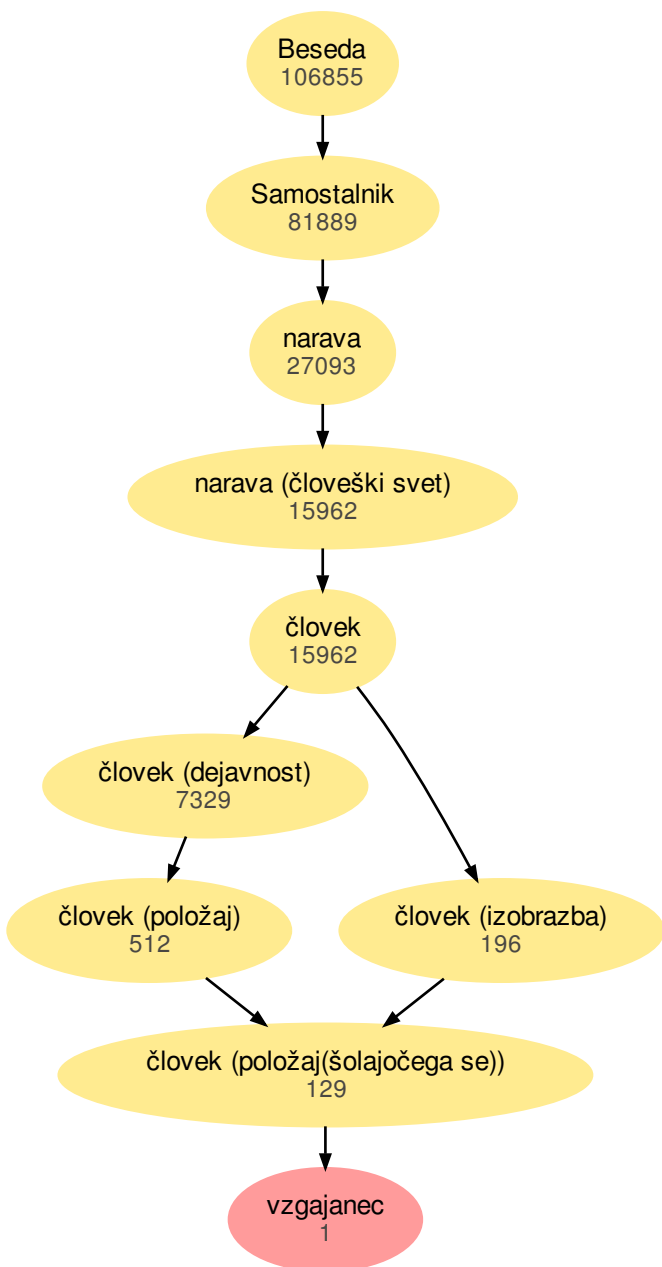 Beseda
106855
Samostalnik
81889
narava
27093
narava (človeški svet)
15962
človek
15962
človek (dejavnost)
7329
človek (položaj)
512
človek (izobrazba)
196
človek (položaj(šolajočega se))
129
vzgajanec
1